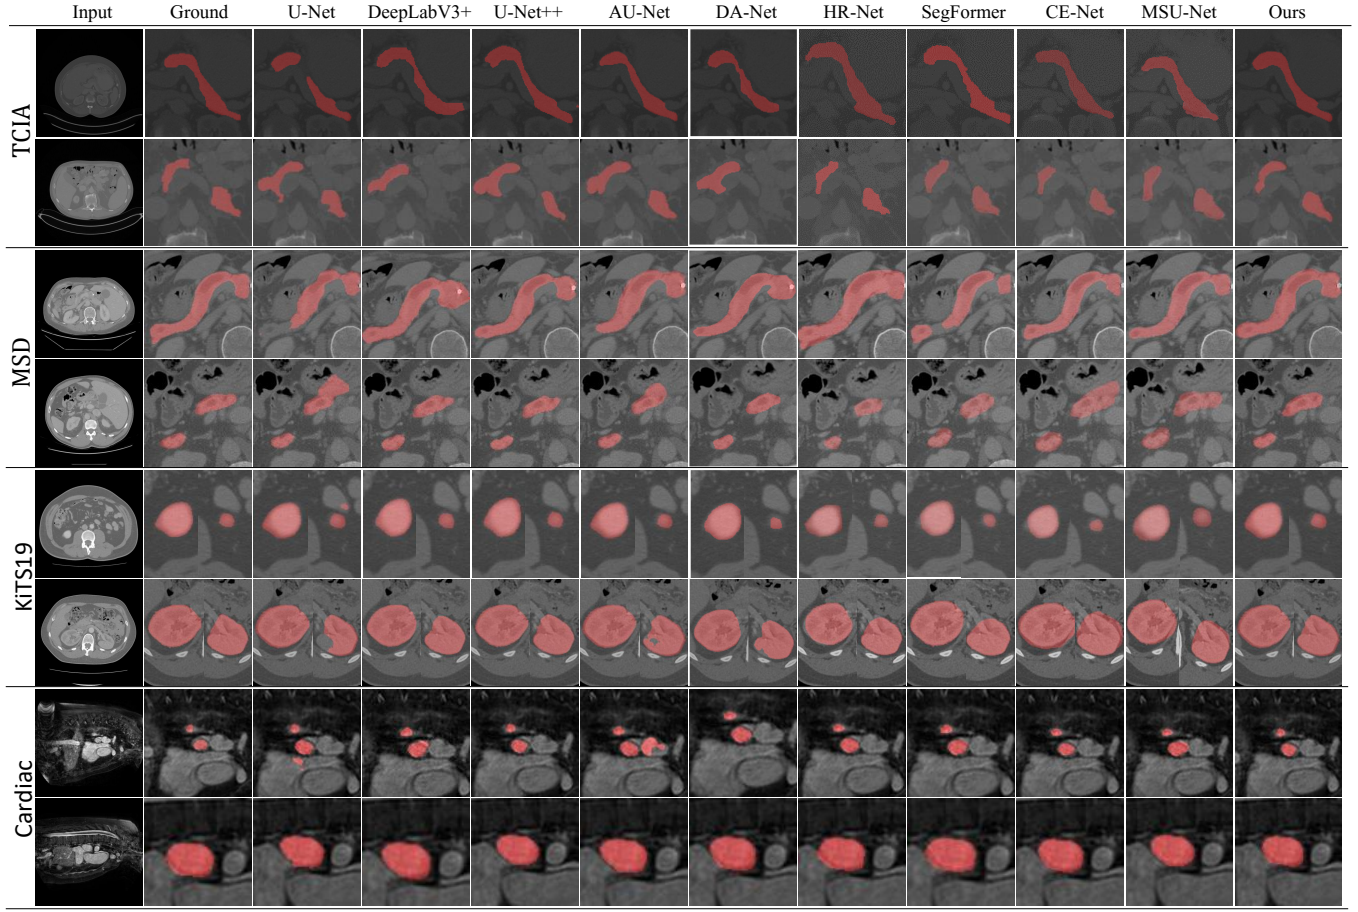 Input Ground U-Net DeepLabV3+ U-Net++ AU-Net DA-Net HR-Net SegFormer CE-Net MSU-Net Ours
TCIA
MSD
KiTS19
Cardiac